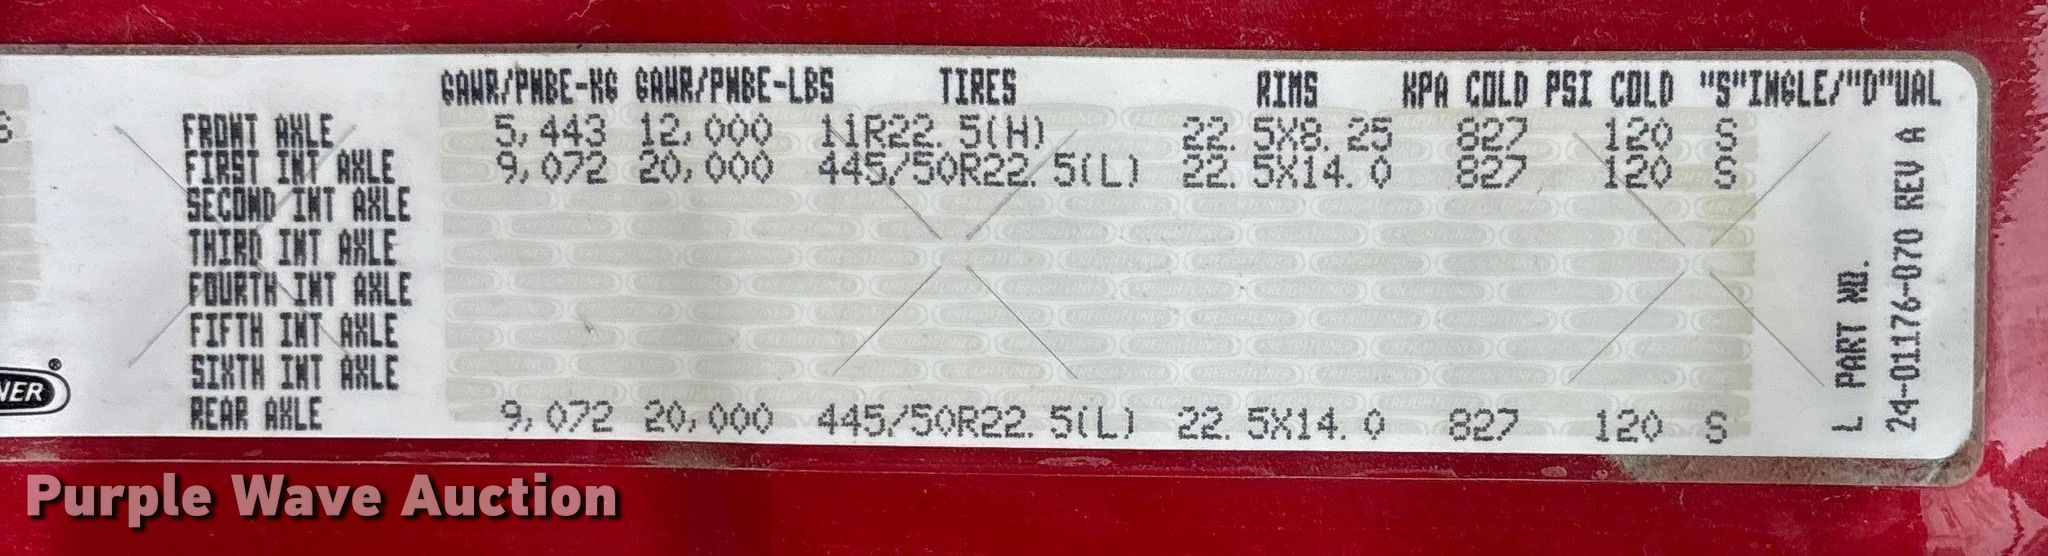 GAWR/PNBE-KG GAWR/PNBE-LBS TIRES RIMS KPA COLD PSI COLD "S"INGLE/"D"UAL
FRONT AXLE 5,443 12,000 11R22.5(H) 22.5X8.25 827 120 S
FIRST INT AXLE 9,072 20,000 445/50R22.5(L) 22.5X14.0 827 120 S
SECOND INT AXLE
THIRD INT AXLE
FOURTH INT AXLE
FIFTH INT AXLE
SIXTH INT AXLE
REAR AXLE 9,072 20,000 445/50R22.5(L) 22.5X14.0 827 120 S
L PART NO.
24-01176-070 REV A
NER®
Purple Wave Auction